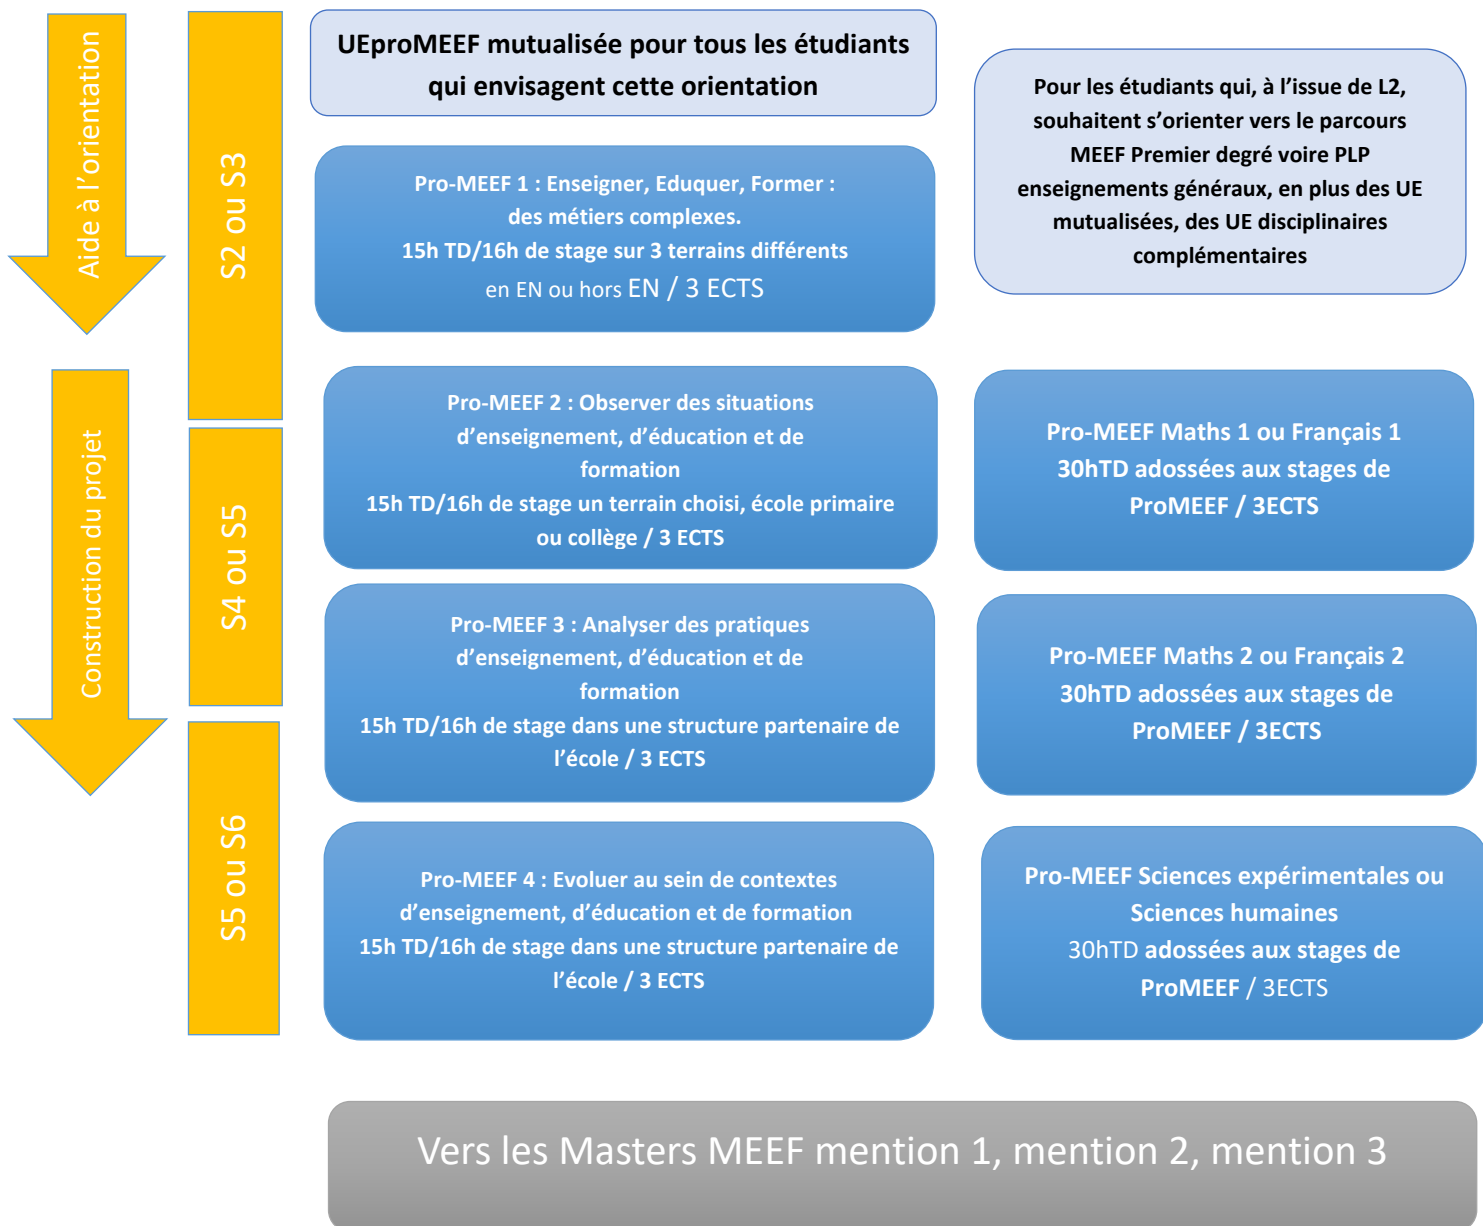 Aide à l'orientation
S2 ou S3
UEproMEEF mutualisée pour tous les étudiants
qui envisagent cette orientation
Pour les étudiants qui, à l'issue de L2,
souhaitent s'orienter vers le parcours
MEEF Premier degré voire PLP
enseignements généraux, en plus des UE
mutualisées, des UE disciplinaires
complémentaires
Pro-MEEF 1 : Enseigner, Eduquer, Former :
des métiers complexes.
15h TD/16h de stage sur 3 terrains différents
en EN ou hors EN / 3 ECTS
Construction du projet
S4 ou S5
Pro-MEEF 2 : Observer des situations
d'enseignement, d'éducation et de
formation
15h TD/16h de stage un terrain choisi, école primaire
ou collège / 3 ECTS
Pro-MEEF Maths 1 ou Français 1
30hTD adossées aux stages de
ProMEEF / 3ECTS
Pro-MEEF 3 : Analyser des pratiques
d'enseignement, d'éducation et de
formation
15h TD/16h de stage dans une structure partenaire de
l'école / 3 ECTS
Pro-MEEF Maths 2 ou Français 2
30hTD adossées aux stages de
ProMEEF / 3ECTS
S5 ou S6
Pro-MEEF 4 : Evoluer au sein de contextes
d'enseignement, d'éducation et de formation
15h TD/16h de stage dans une structure partenaire de
l'école / 3 ECTS
Pro-MEEF Sciences expérimentales ou
Sciences humaines
30hTD adossées aux stages de
ProMEEF / 3ECTS
Vers les Masters MEEF mention 1, mention 2, mention 3